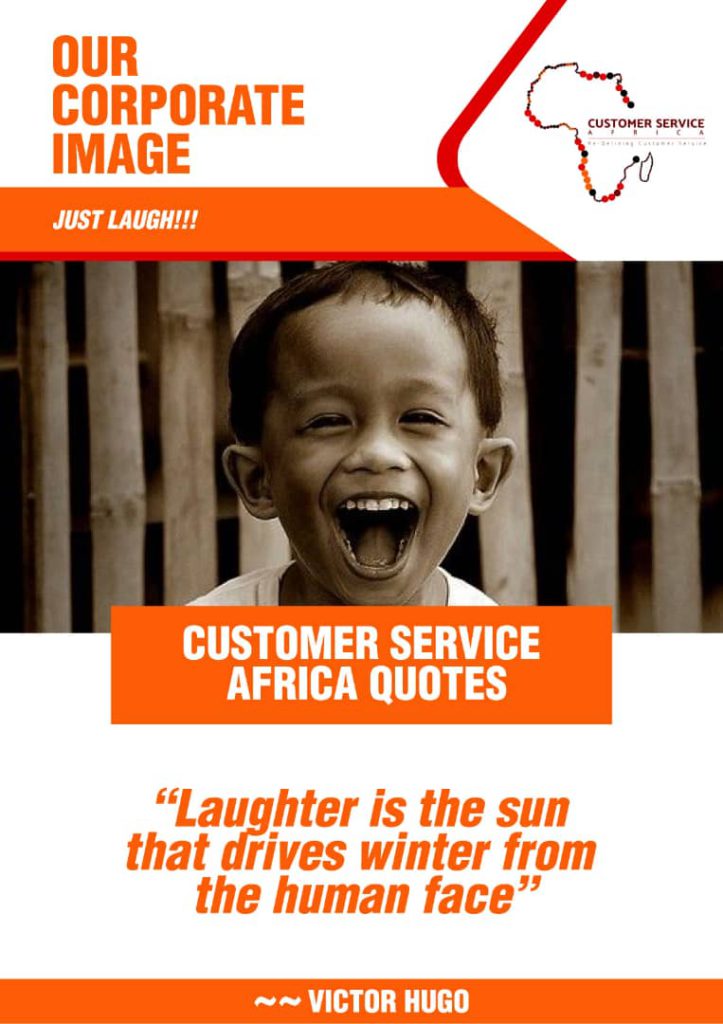 OUR
CORPORATE
IMAGE
CUSTOMER SERVICE
AFRICA
Re-Defining Customer Service
JUST LAUGH!!!
CUSTOMER SERVICE
AFRICA QUOTES
“Laughter is the sun
that drives winter from
the human face”
~~ VICTOR HUGO